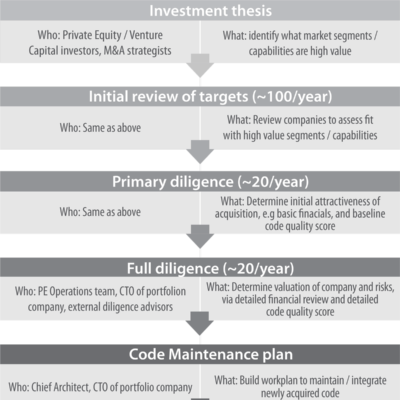 Investment thesis
Who: Private Equity / Venture
Capital investors, M&A strategists
What: identify what market segments /
capabilities are high value
Initial review of targets (~100/year)
Who: Same as above
What: Review companies to assess fit
with high value segments / capabilities
Primary diligence (~20/year)
Who: Same as above
What: Determine initial attractiveness of
acquisition, e.g basic finacials, and baseline
code quality score
Full diligence (~20/year)
Who: PE Operations team, CTO of portfolion
company, external diligence advisors
What: Determine valuation of company and risks,
via detailed financial review and detailed
code quality score
Code Maintenance plan
Who: Chief Architect, CTO of portfolio company
What: Build workplan to maintain / integrate
newly acquired code